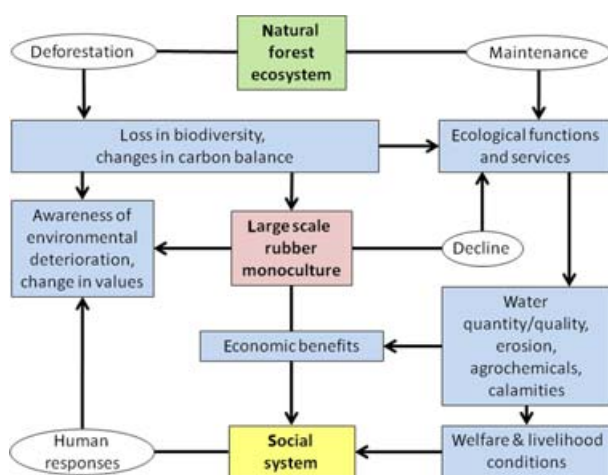 Deforestation
Natural
forest
ecosystem
Maintenance
Loss in biodiversity,
changes in carbon balance
Ecological functions
and services
Awareness of
environmental
deterioration,
change in values
Large scale
rubber
monoculture
Decline
Water
quantity/quality,
erosion,
agrochemicals,
calamities
Economic benefits
Human
responses
Social
system
Welfare & livelihood
conditions